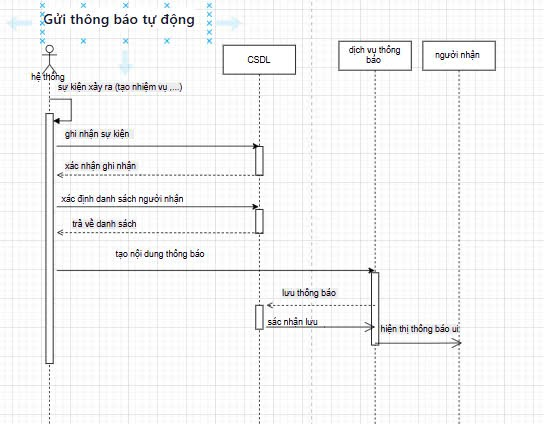 Gửi thông báo tự động
CSDL
dịch vụ thông
báo
người nhận
hệ thống
sự kiện xảy ra (tạo nhiệm vụ ,....)
ghi nhận sự kiện
xác nhận ghi nhận
xác định danh sách người nhận
trả về danh sách
tạo nội dung thông báo
lưu thông báo
sác nhận lưu
hiện thị thông báo ui